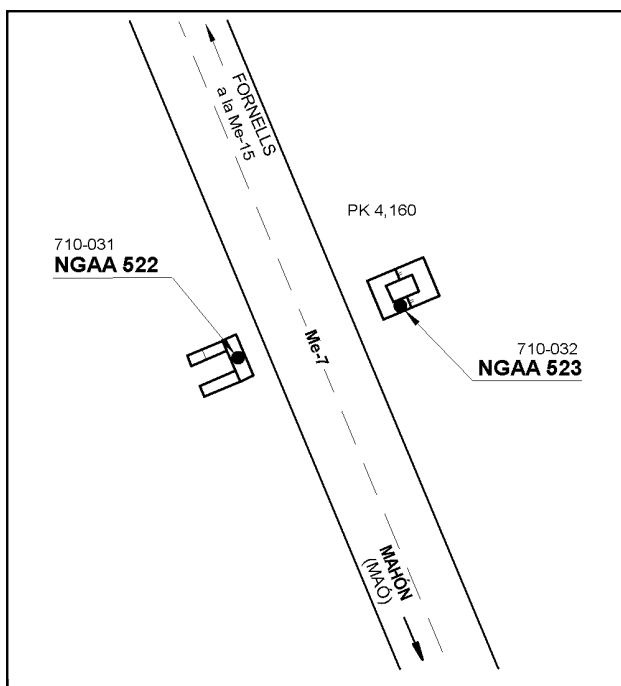 FORNELLS
a la Me-15
PK 4,160
710-031
NGAA 522
Me-7
710-032
NGAA 523
MAHÓN
(MAÓ)